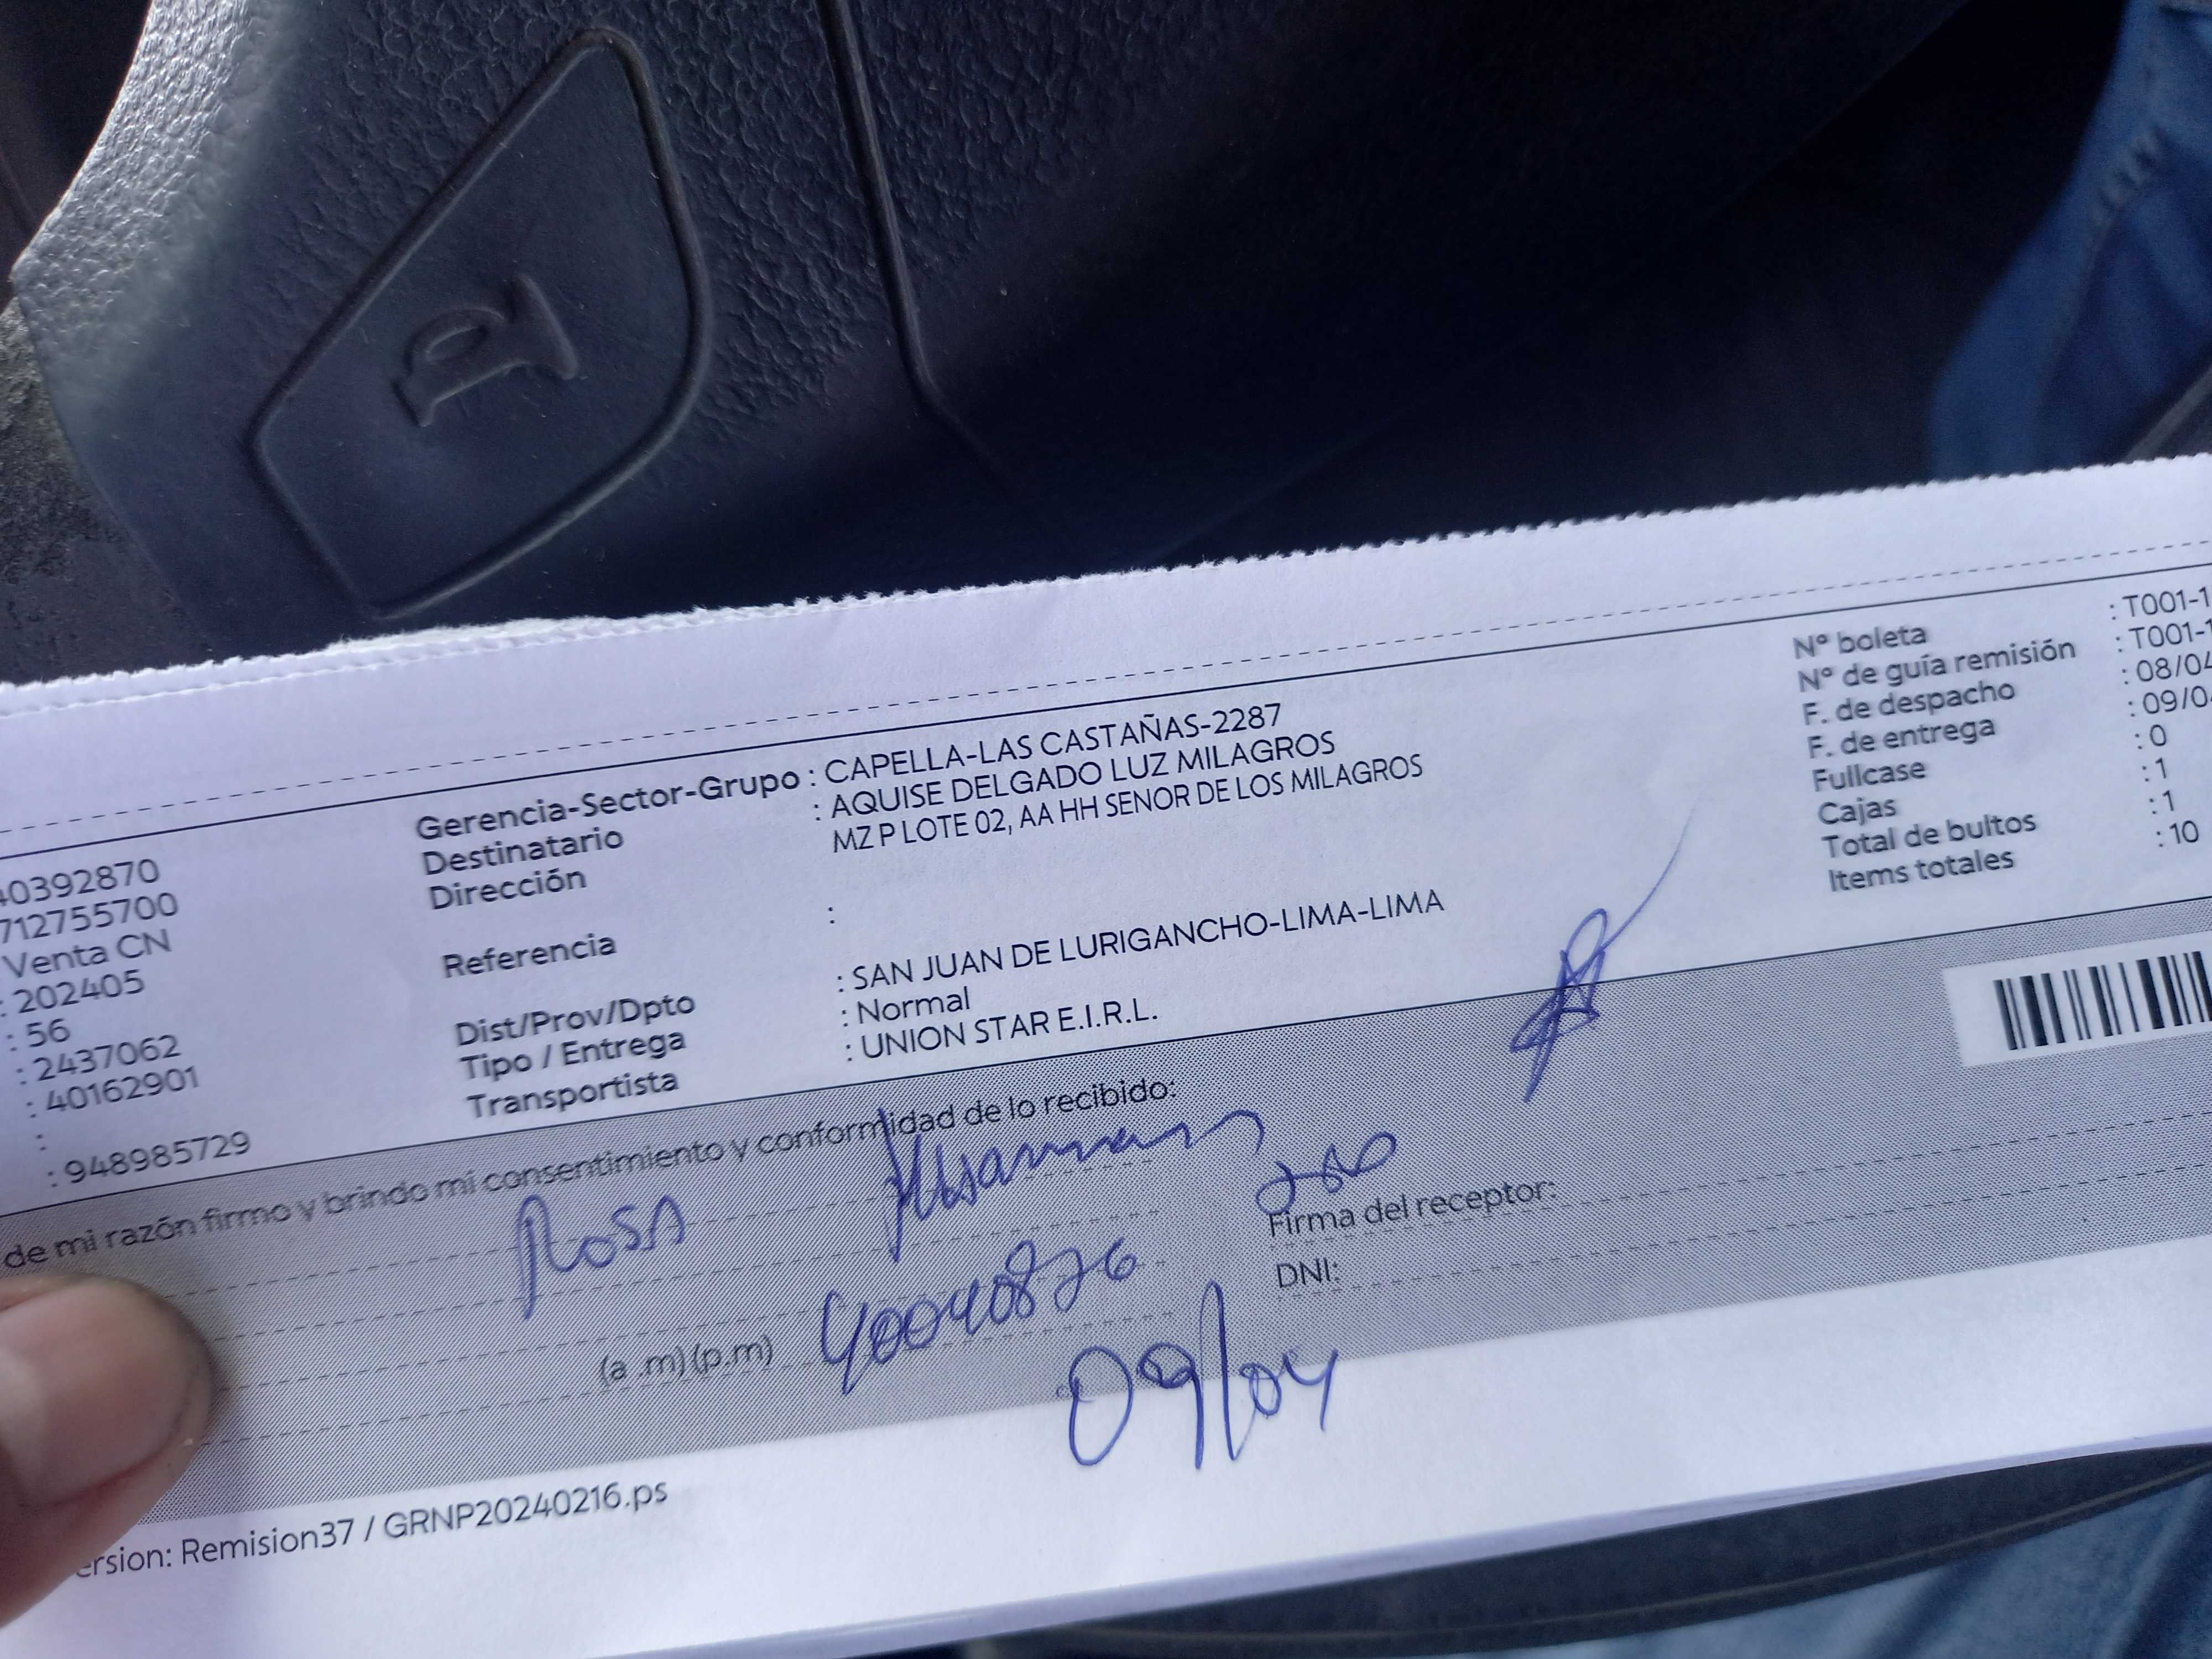 40392870
712755700
Venta CN
: 202405
: 56
: 2437062
: 40162901
:
: 948985729
Gerencia-Sector-Grupo : CAPELLA-LAS CASTAÑAS-2287
Destinatario : AQUISE DELGADO LUZ MILAGROS
Dirección MZ P LOTE 02, AA HH SENOR DE LOS MILAGROS
Referencia :
Dist/Prov/Dpto : SAN JUAN DE LURIGANCHO-LIMA-LIMA
Tipo / Entrega : Normal
Transportista : UNION STAR E.I.R.L.
N° boleta : T001-1
N° de guía remisión : T001-1
F. de despacho : 08/04
F. de entrega : 09/0
Fullcase : 0
Cajas : 1
Total de bultos : 1
Items totales : 10
de mi razón firmo y brindo mi consentimiento y conformidad de lo recibido:
Rosa Huaman
Firma del receptor:
(a .m) (p.m) 40040876
DNI:
09/04
ersion: Remision37 / GRNP20240216.ps